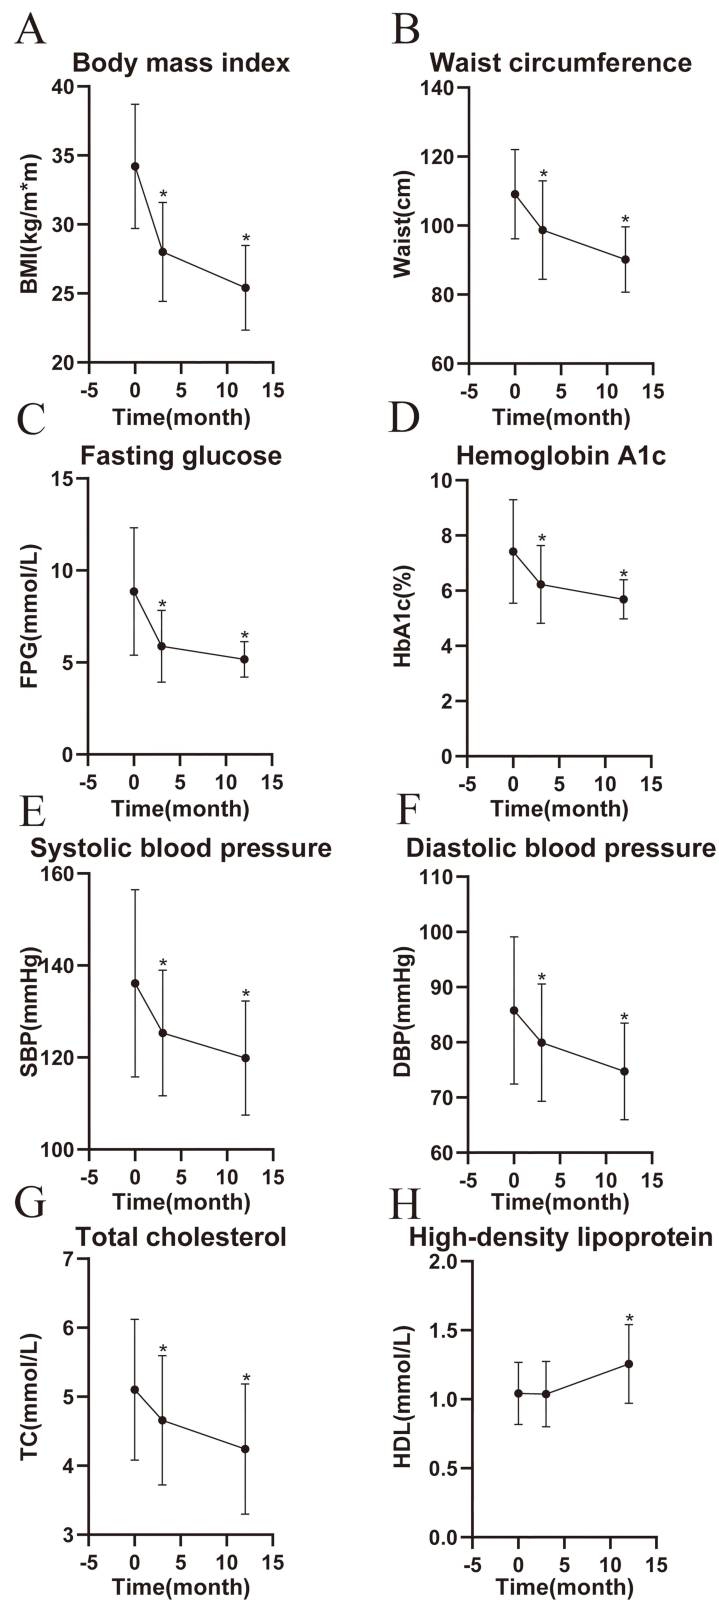 A
Body mass index
40
35
30
25
20
BMI(kg/m*m)
*
*
-5 0 5 10 15
Time(month)
B
Waist circumference
140
120
100
80
60
Waist(cm)
*
*
-5 0 5 10 15
Time(month)
C
Fasting glucose
15
10
5
0
FPG(mmol/L)
*
*
-5 0 5 10 15
Time(month)
D
Hemoglobin A1c
10
8
6
4
2
0
HbA1c(%)
*
*
-5 0 5 10 15
Time(month)
E
Systolic blood pressure
160
140
120
100
SBP(mmHg)
*
*
-5 0 5 10 15
Time(month)
F
Diastolic blood pressure
110
100
90
80
70
60
DBP(mmHg)
*
*
-5 0 5 10 15
Time(month)
G
Total cholesterol
7
6
5
4
3
TC(mmol/L)
*
*
-5 0 5 10 15
Time(month)
H
High-density lipoprotein
2.0
1.5
1.0
0.5
0.0
HDL(mmol/L)
*
-5 0 5 10 15
Time(month)